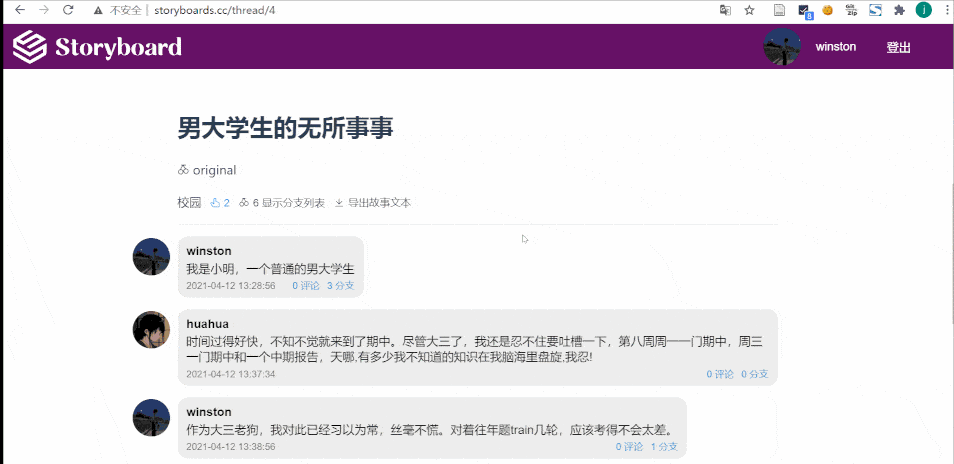 不安全 storyboards.cc/thread/4
Storyboard winston 登出
男大学生的无所事事
original
校园 2 6 显示分支列表 导出故事文本
winston
我是小明，一个普通的男大学生
2021-04-12 13:28:56 0 评论 3 分支
huahua
时间过得好快，不知不觉就来到了期中。尽管大三了，我还是忍不住要吐槽一下，第八周周一一门期中，周三
一门期中和一个中期报告，天哪,有多少我不知道的知识在我脑海里盘旋,我忍!
2021-04-12 13:37:34 0 评论 0 分支
winston
作为大三老狗，我对此已经习以为常，丝毫不慌。对着往年题train几轮，应该考得不会太差。
2021-04-12 13:38:56 0 评论 1 分支